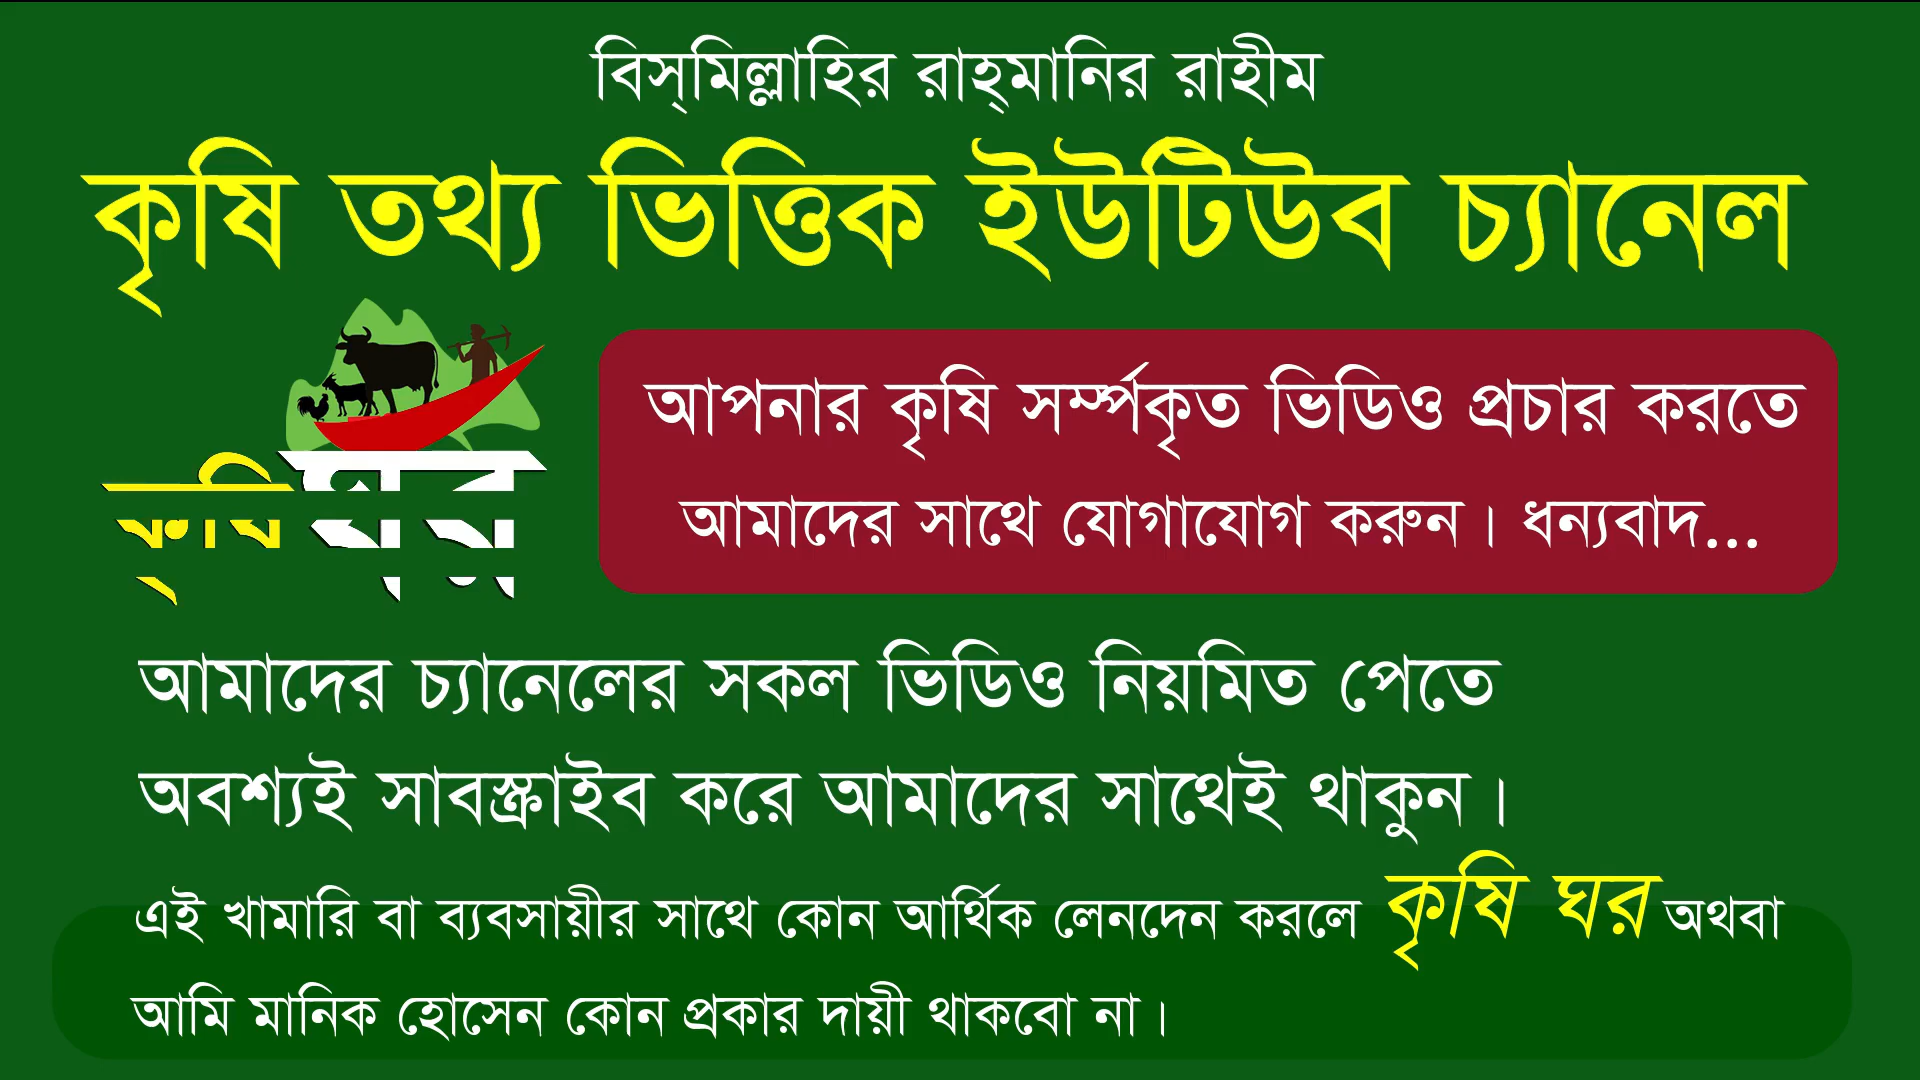 বিস্‌মিল্লাহির রাহ্‌মানির রাহীম
কৃষি তথ্য ভিত্তিক ইউটিউব চ্যানেল
আপনার কৃষি সর্ম্পকৃত ভিডিও প্রচার করতে
আমাদের সাথে যোগাযোগ করুন। ধন্যবাদ...
কৃষি ঘর
আমাদের চ্যানেলের সকল ভিডিও নিয়মিত পেতে
অবশ্যই সাবস্ক্রাইব করে আমাদের সাথেই থাকুন।
এই খামারি বা ব্যবসায়ীর সাথে কোন আর্থিক লেনদেন করলে কৃষি ঘর অথবা
আমি মানিক হোসেন কোন প্রকার দায়ী থাকবো না।